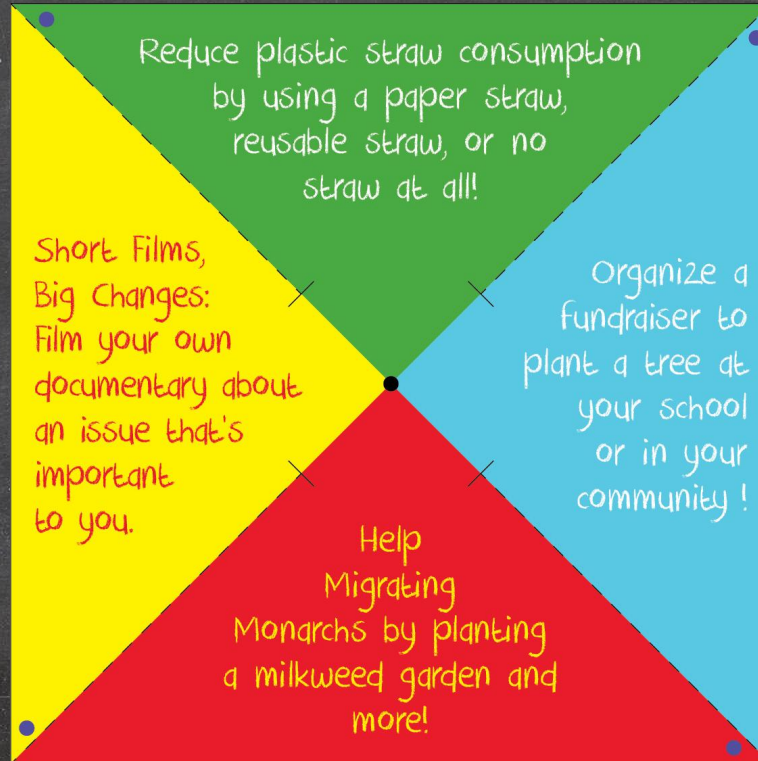 Reduce plastic straw consumption
by using a paper straw,
reusable straw, or no
straw at all!
Short Films,
Big Changes:
Film your own
documentary about
an issue that's
important
to you.
Organize a
fundraiser to
plant a tree at
your school
or in your
community !
Help
Migrating
Monarchs by planting
a milkweed garden and
more!